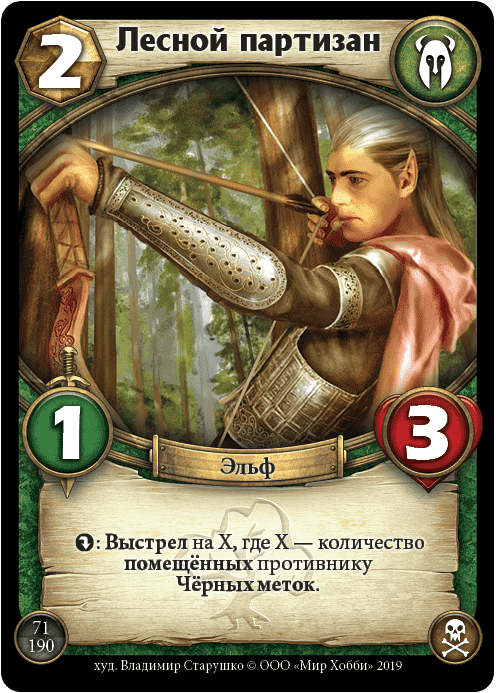 2
Лесной партизан
1
3
Эльф
: Выстрел на X, где X — количество
помещённых противнику
Чёрных меток.
71
190
худ. Владимир Старушко © ООО «Мир Хобби» 2019